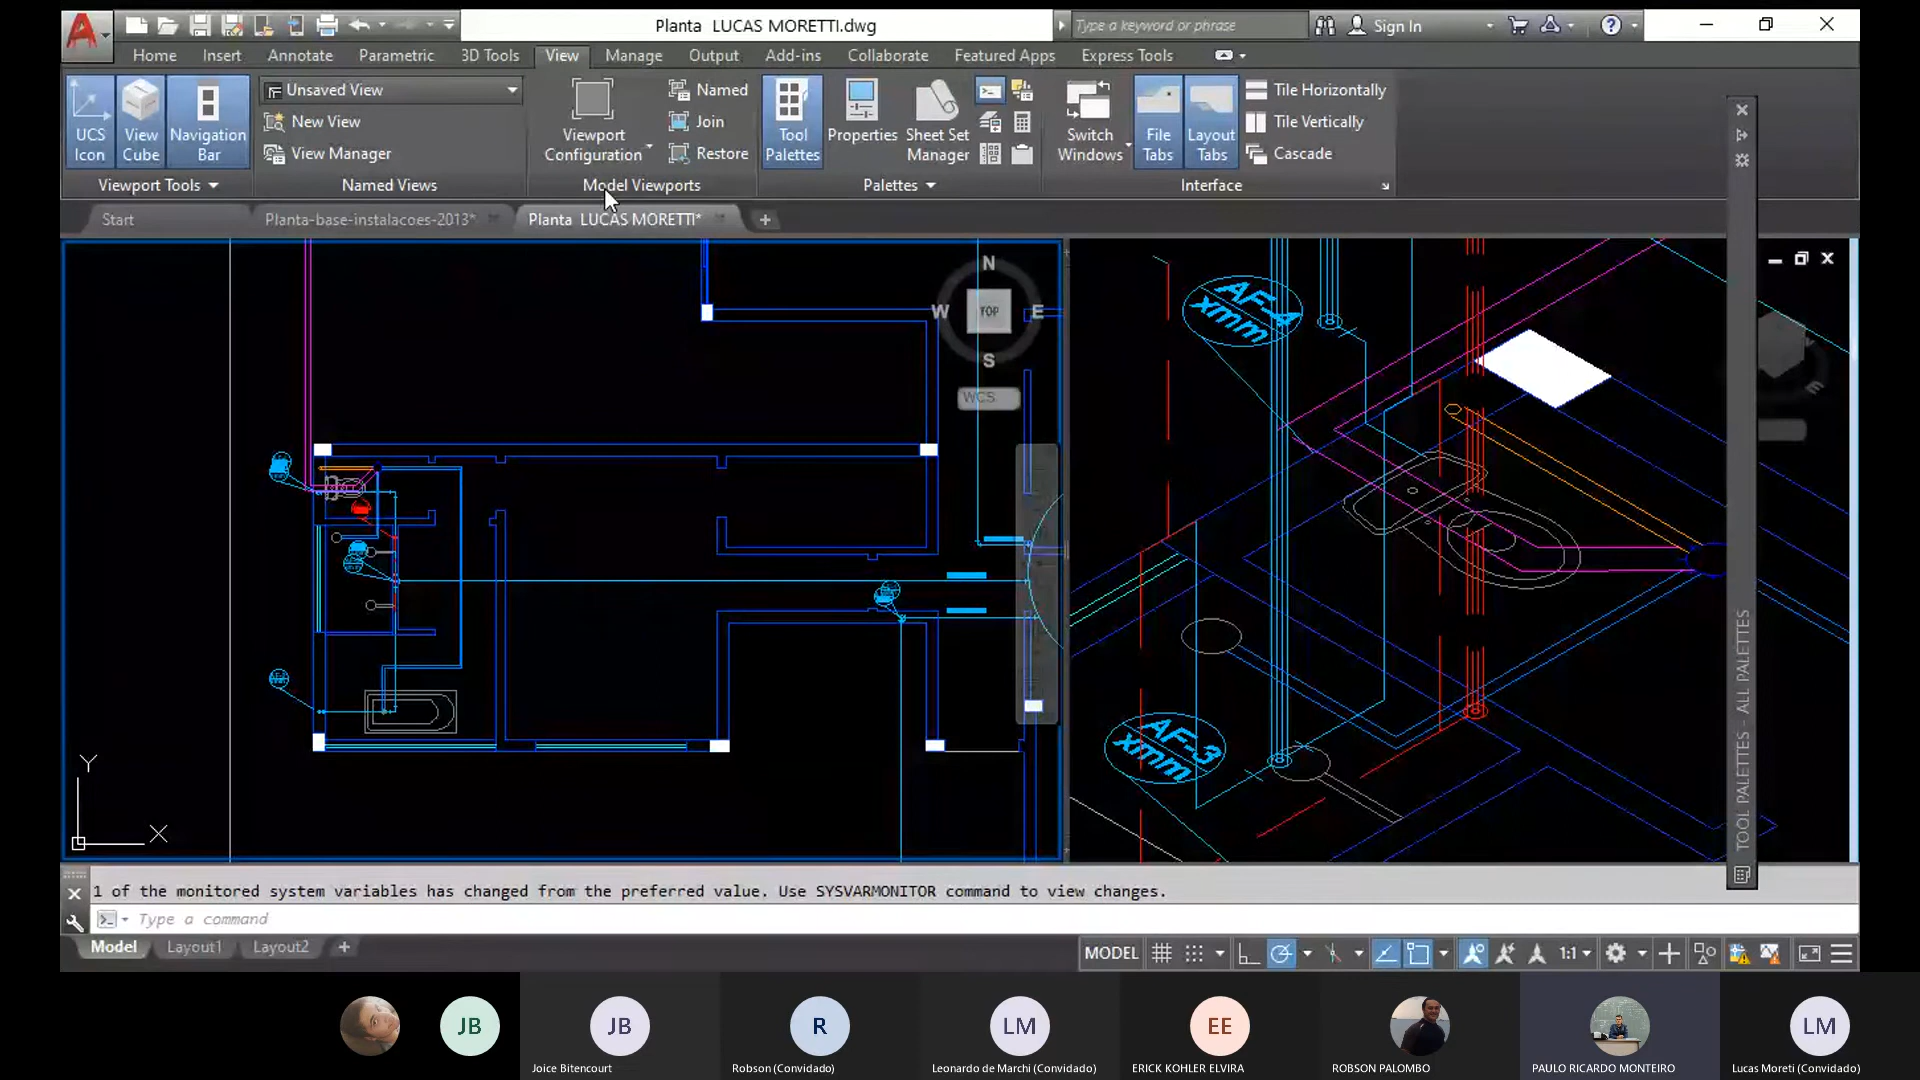 Planta LUCAS MORETTI.dwg
Type a keyword or phrase
Sign In
Home Insert Annotate Parametric 3D Tools View Manage Output Add-ins Collaborate Featured Apps Express Tools
UCS Icon
View Cube
Navigation Bar
Unsaved View
New View
View Manager
Viewport Configuration
Named
Join
Restore
Tool Palettes
Properties
Sheet Set Manager
Switch Windows
File Tabs
Layout Tabs
Tile Horizontally
Tile Vertically
Cascade
Viewport Tools
Named Views
Model Viewports
Palettes
Interface
Start
Planta-base-instalacoes-2013*
Planta LUCAS MORETTI*
N
W
TOP
E
S
WCS
Y
X
AF-4
xmm
AF-3
xmm
E
TOOL PALETTES - ALL PALETTES
1 of the monitored system variables has changed from the preferred value. Use SYSVARMONITOR command to view changes.
Type a command
Model Layout1 Layout2
MODEL
1:1
JB
JB
R
LM
EE
LM
Joice Bitencourt
Robson (Convidado)
Leonardo de Marchi (Convidado)
ERICK KOHLER ELVIRA
ROBSON PALOMBO
PAULO RICARDO MONTEIRO
Lucas Moreti (Convidado)